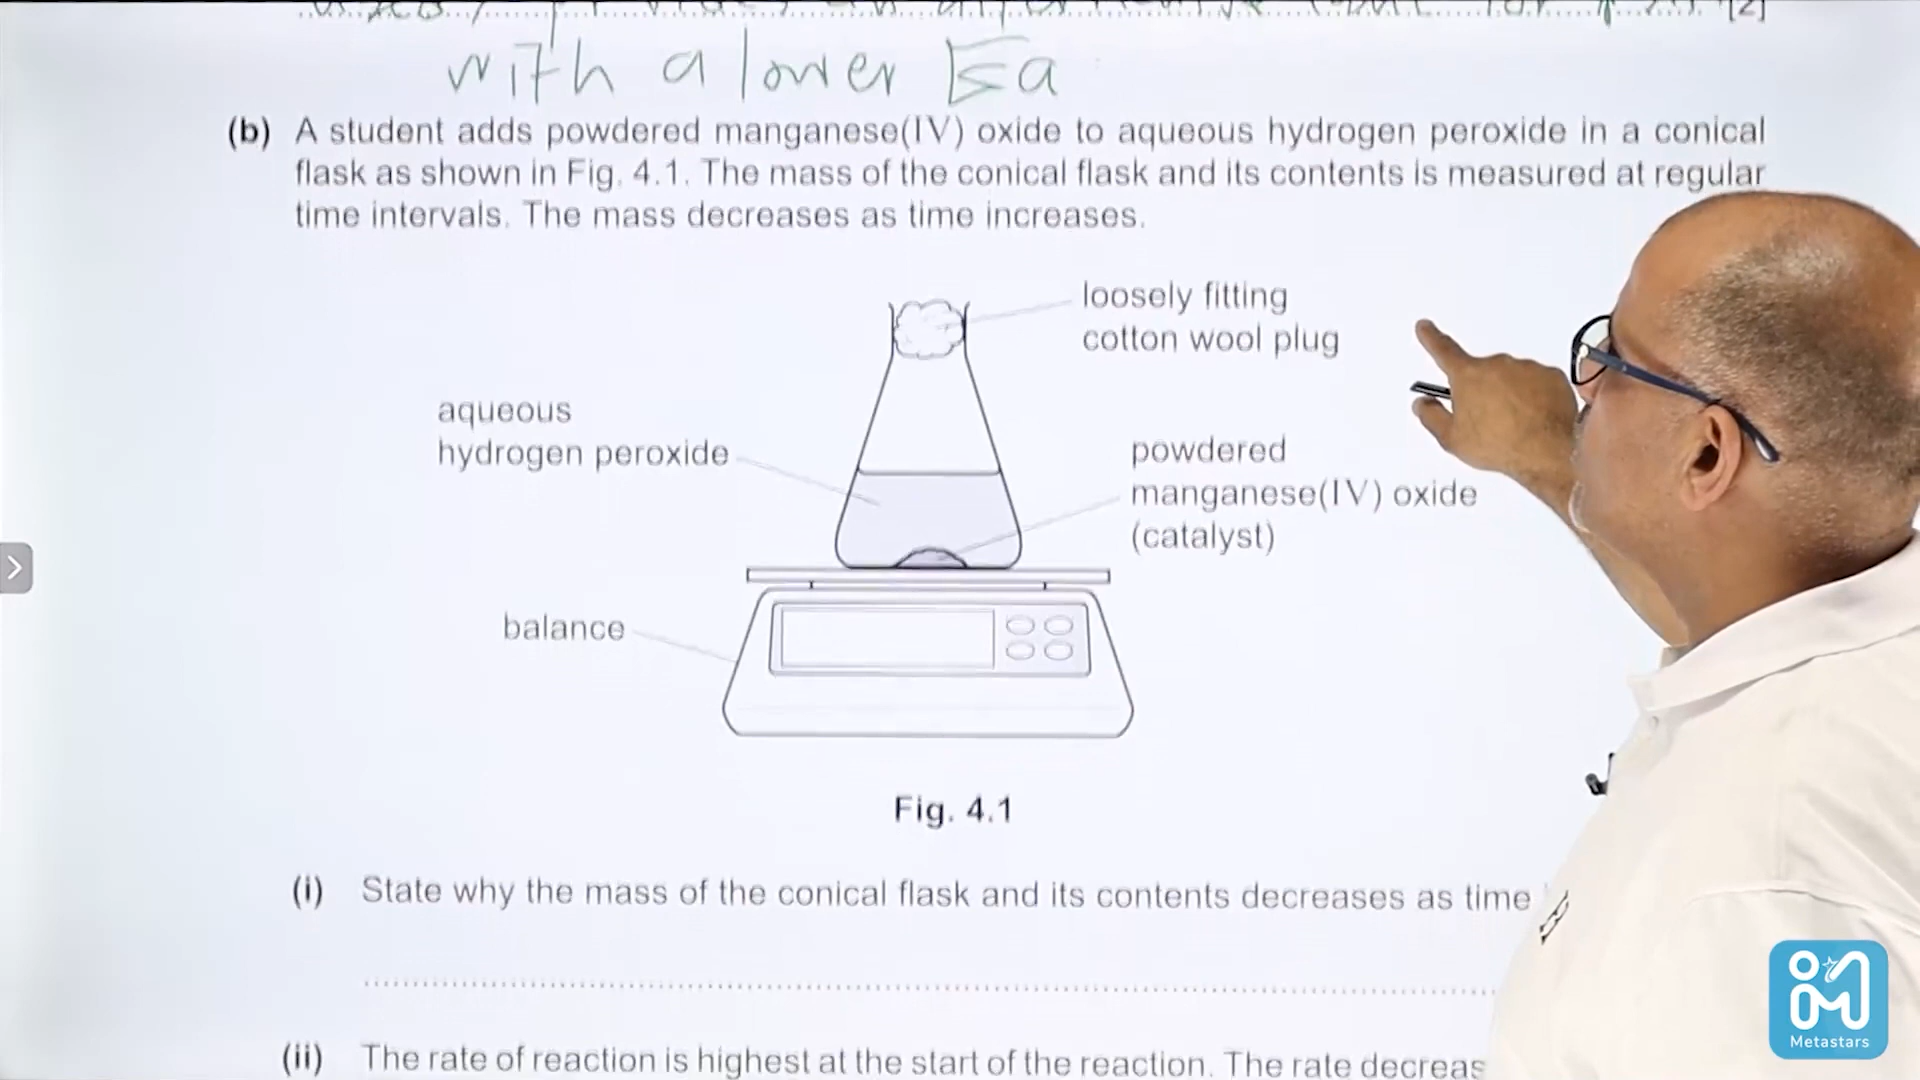 [2]
with a lower Ea
(b) A student adds powdered manganese(IV) oxide to aqueous hydrogen peroxide in a conical
flask as shown in Fig. 4.1. The mass of the conical flask and its contents is measured at regular
time intervals. The mass decreases as time increases.
loosely fitting
cotton wool plug
aqueous
hydrogen peroxide
powdered
manganese(IV) oxide
(catalyst)
balance
Fig. 4.1
(i) State why the mass of the conical flask and its contents decreases as time
(ii) The rate of reaction is highest at the start of the reaction. The rate decreas
Metastars